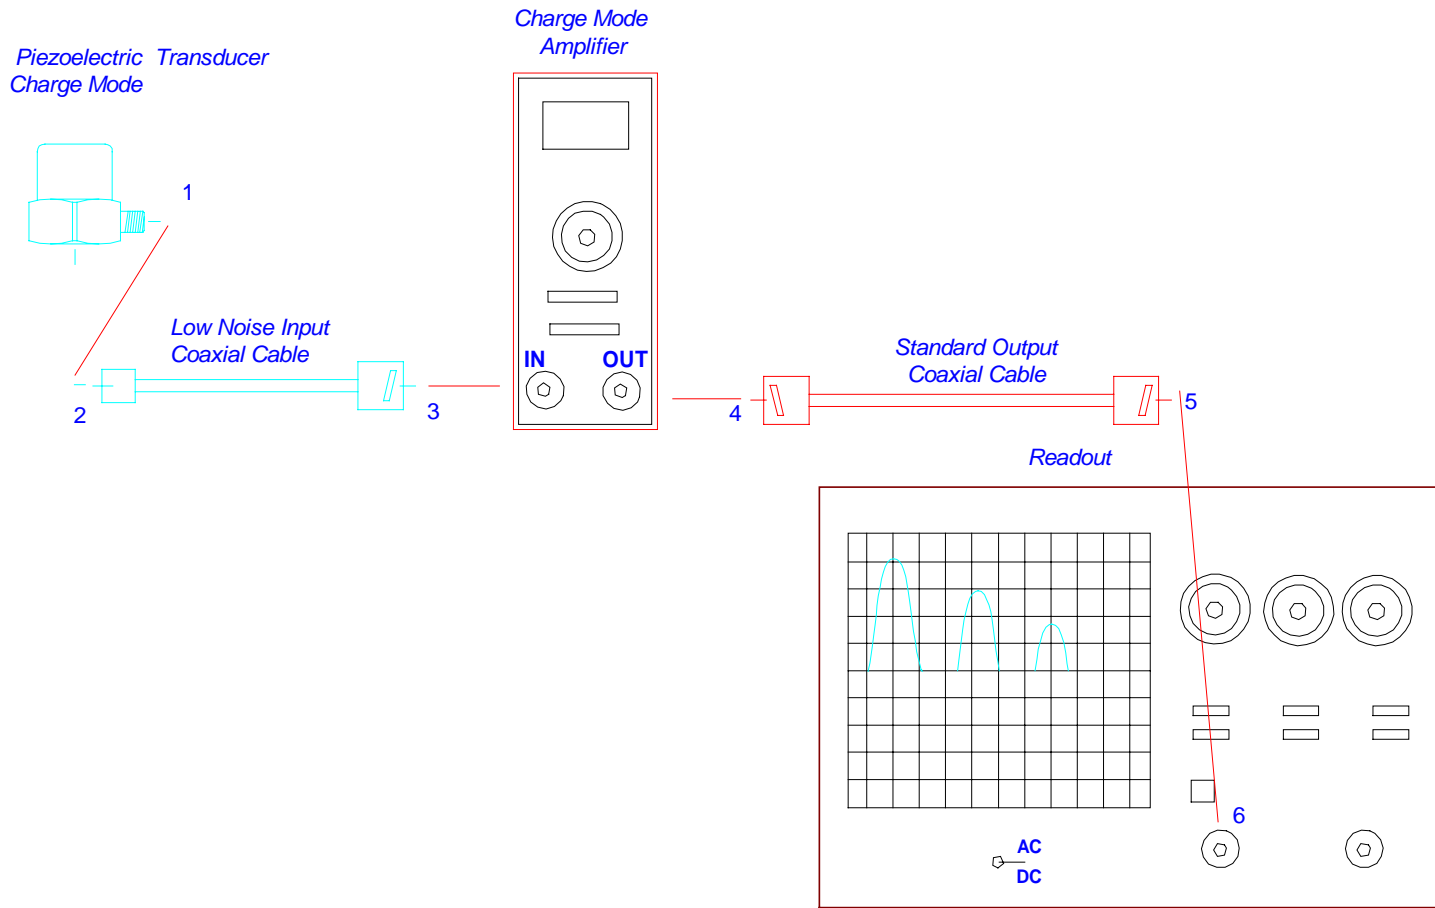 Charge Mode
Amplifier
Piezoelectric Transducer
Charge Mode
1
Low Noise Input
Coaxial Cable
2
3
IN OUT
4
Standard Output
Coaxial Cable
5
Readout
6
AC
DC